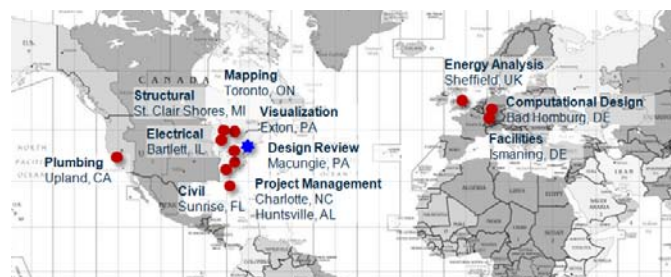 U.S.
CANADA
Mapping
Toronto, ON
Structural
St. Clair Shores, MI
Visualization
Exton, PA
Electrical
Bartlett, IL
Design Review
Macungie, PA
Plumbing
Upland, CA
Civil
Sunrise, FL
Project Management
Charlotte, NC
Huntsville, AL
Energy Analysis
Sheffield, UK
Computational Design
Bad Homburg, DE
Facilities
Ismaning, DE